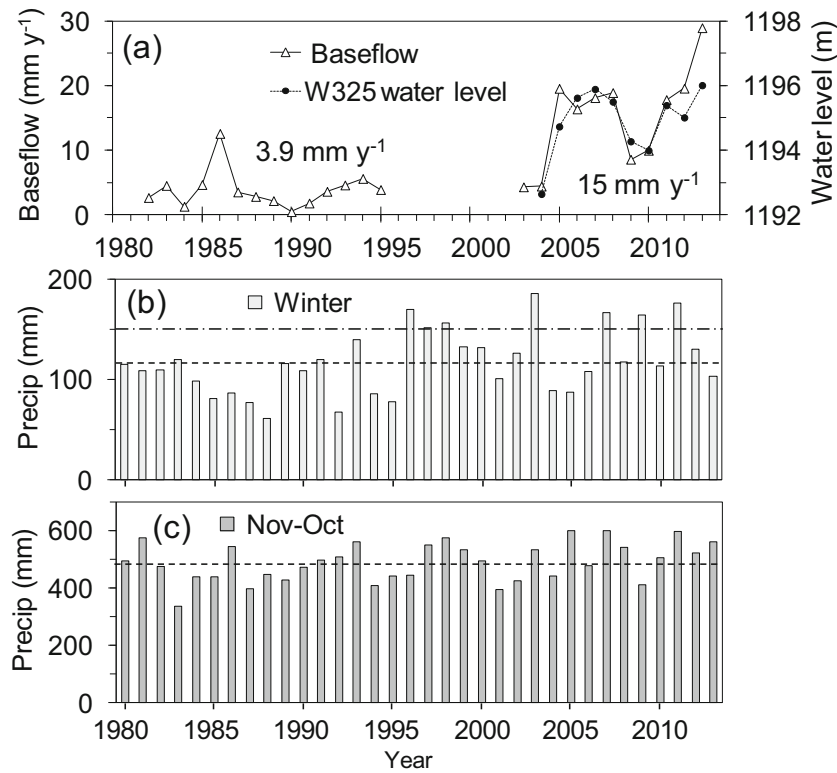 (a)
Baseflow
W325 water level
3.9 mm y-1
15 mm y-1
Baseflow (mm y-1)
30
20
10
0
Water level (m)
1198
1196
1194
1192
1980 1985 1990 1995 2000 2005 2010
(b)
Winter
Precip (mm)
200
100
0
(c)
Nov-Oct
Precip (mm)
600
400
200
0
1980 1985 1990 1995 2000 2005 2010
Year